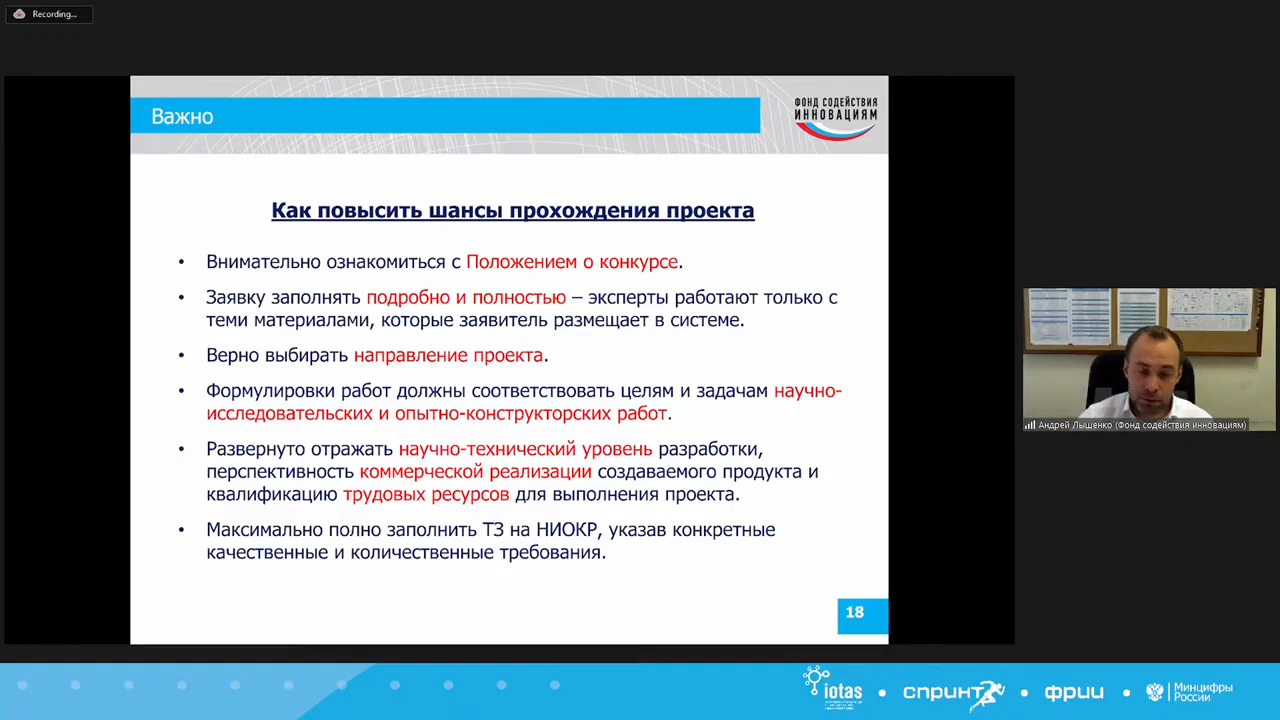 Recording...
Важно
ФОНД СОДЕЙСТВИЯ
ИННОВАЦИЯМ
Как повысить шансы прохождения проекта
• Внимательно ознакомиться с Положением о конкурсе.
• Заявку заполнять подробно и полностью – эксперты работают только с
теми материалами, которые заявитель размещает в системе.
• Верно выбирать направление проекта.
• Формулировки работ должны соответствовать целям и задачам научно-
исследовательских и опытно-конструкторских работ.
• Развернуто отражать научно-технический уровень разработки,
перспективность коммерческой реализации создаваемого продукта и
квалификацию трудовых ресурсов для выполнения проекта.
• Максимально полно заполнить ТЗ на НИОКР, указав конкретные
качественные и количественные требования.
18
Андрей Лышенко (Фонд содействия инновациям)
iotas
спринт
фрии
Минцифры
России